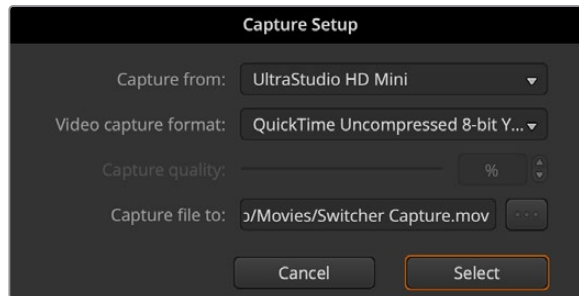 Capture Setup
Capture from: UltraStudio HD Mini
Video capture format: QuickTime Uncompressed 8-bit Y...
Capture quality: %
Capture file to: o/Movies/Switcher Capture.mov ...
Cancel Select